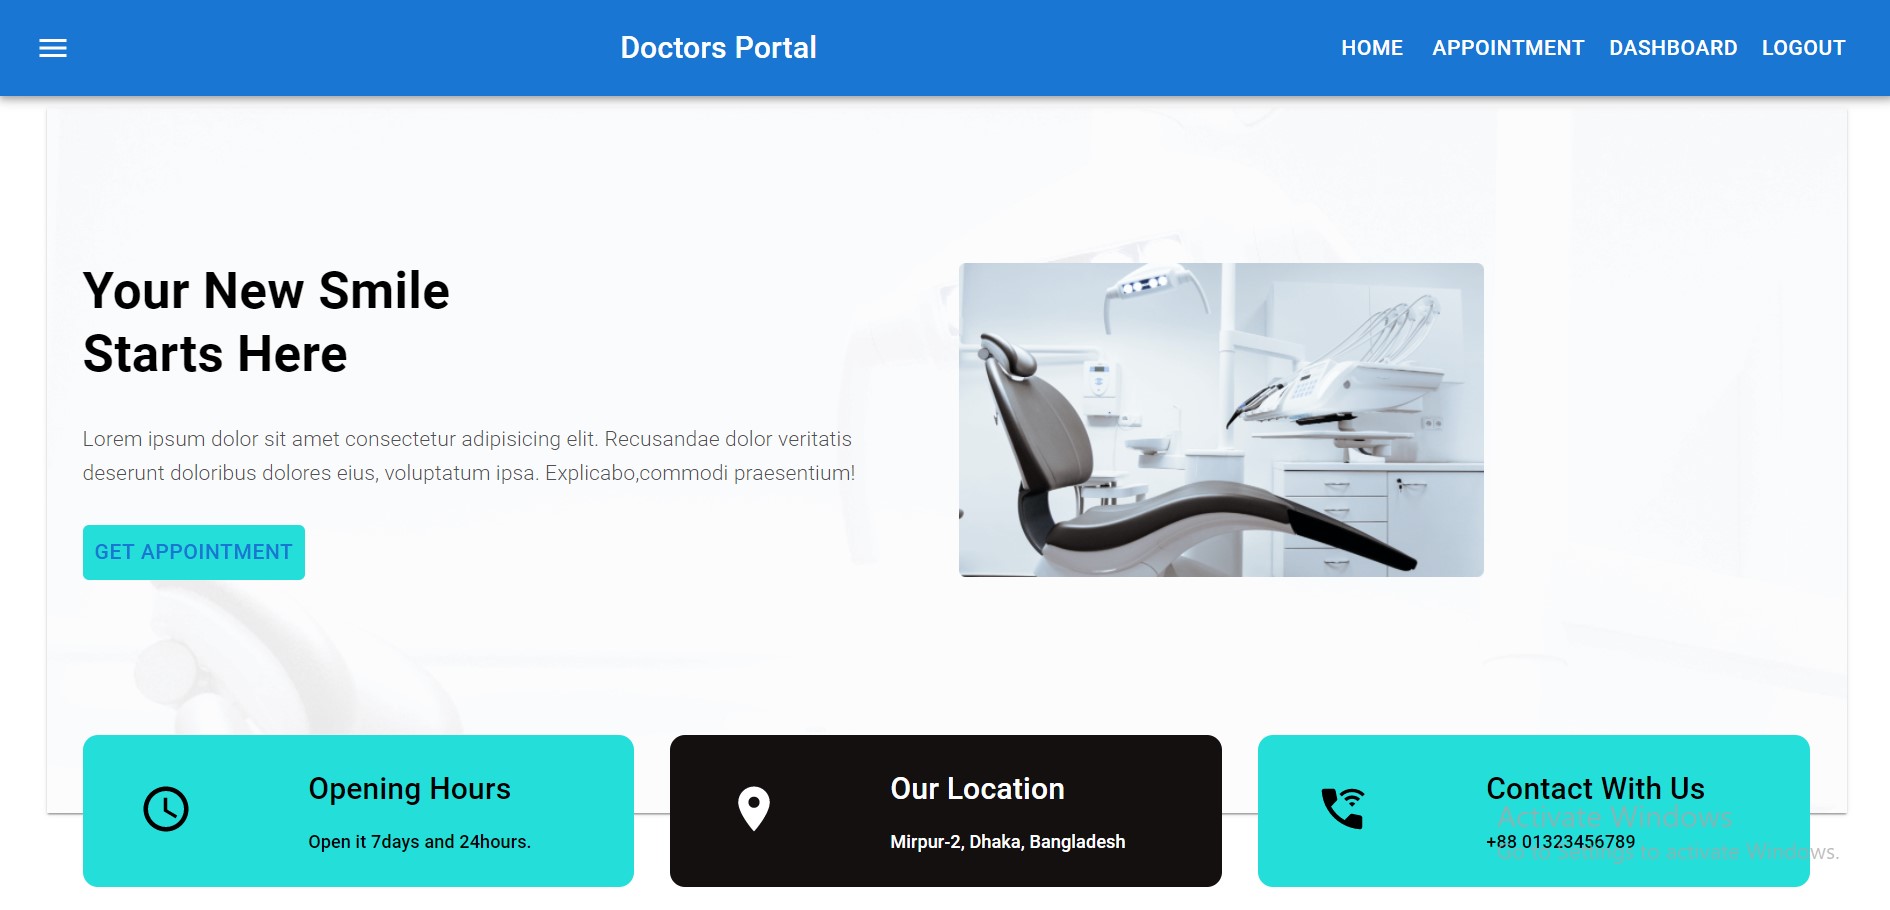 Doctors Portal
HOME APPOINTMENT DASHBOARD LOGOUT
Your New Smile
Starts Here
Lorem ipsum dolor sit amet consectetur adipisicing elit. Recusandae dolor veritatis
deserunt doloribus dolores eius, voluptatum ipsa. Explicabo,commodi praesentium!
GET APPOINTMENT
Opening Hours
Open it 7days and 24hours.
Our Location
Mirpur-2, Dhaka, Bangladesh
Contact With Us
+88 01323456789
Activate Windows
Go to Settings to activate Windows.